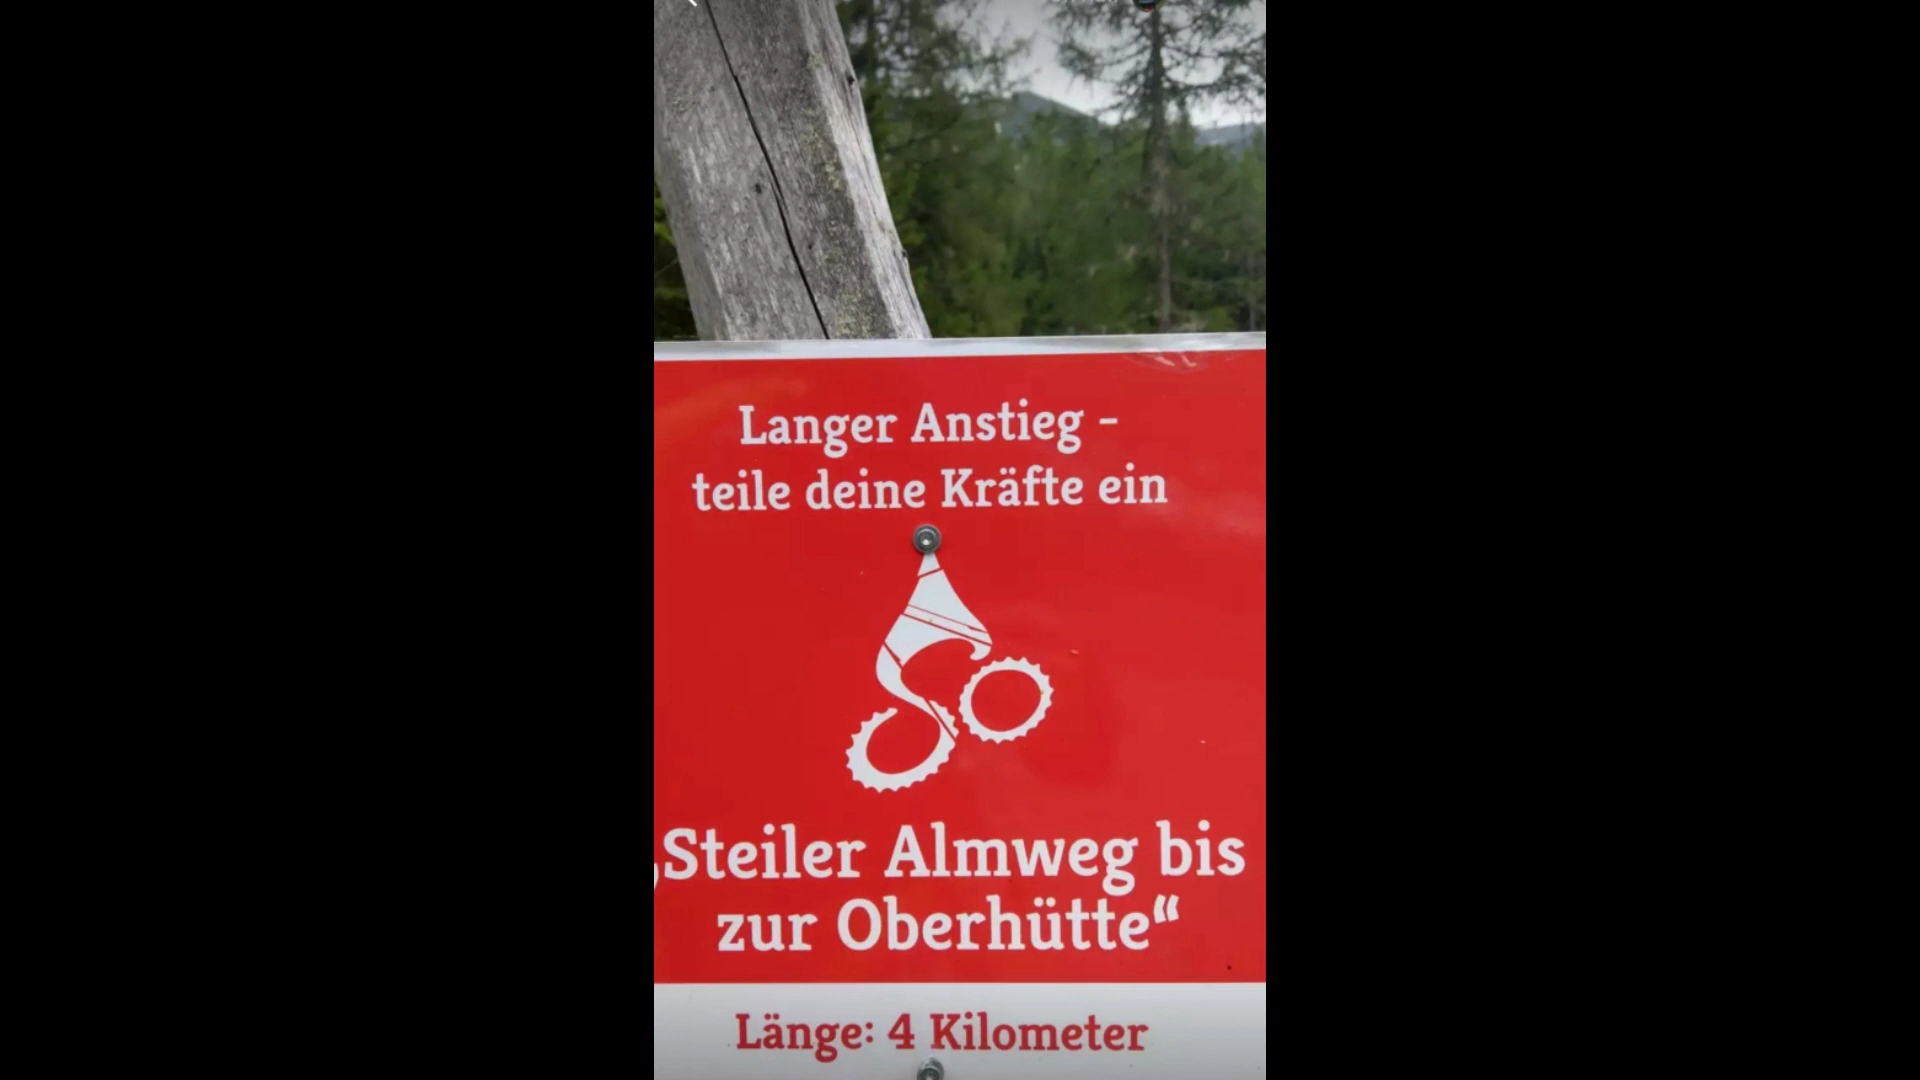 Langer Anstieg -
teile deine Kräfte ein
„Steiler Almweg bis
zur Oberhütte“
Länge: 4 Kilometer